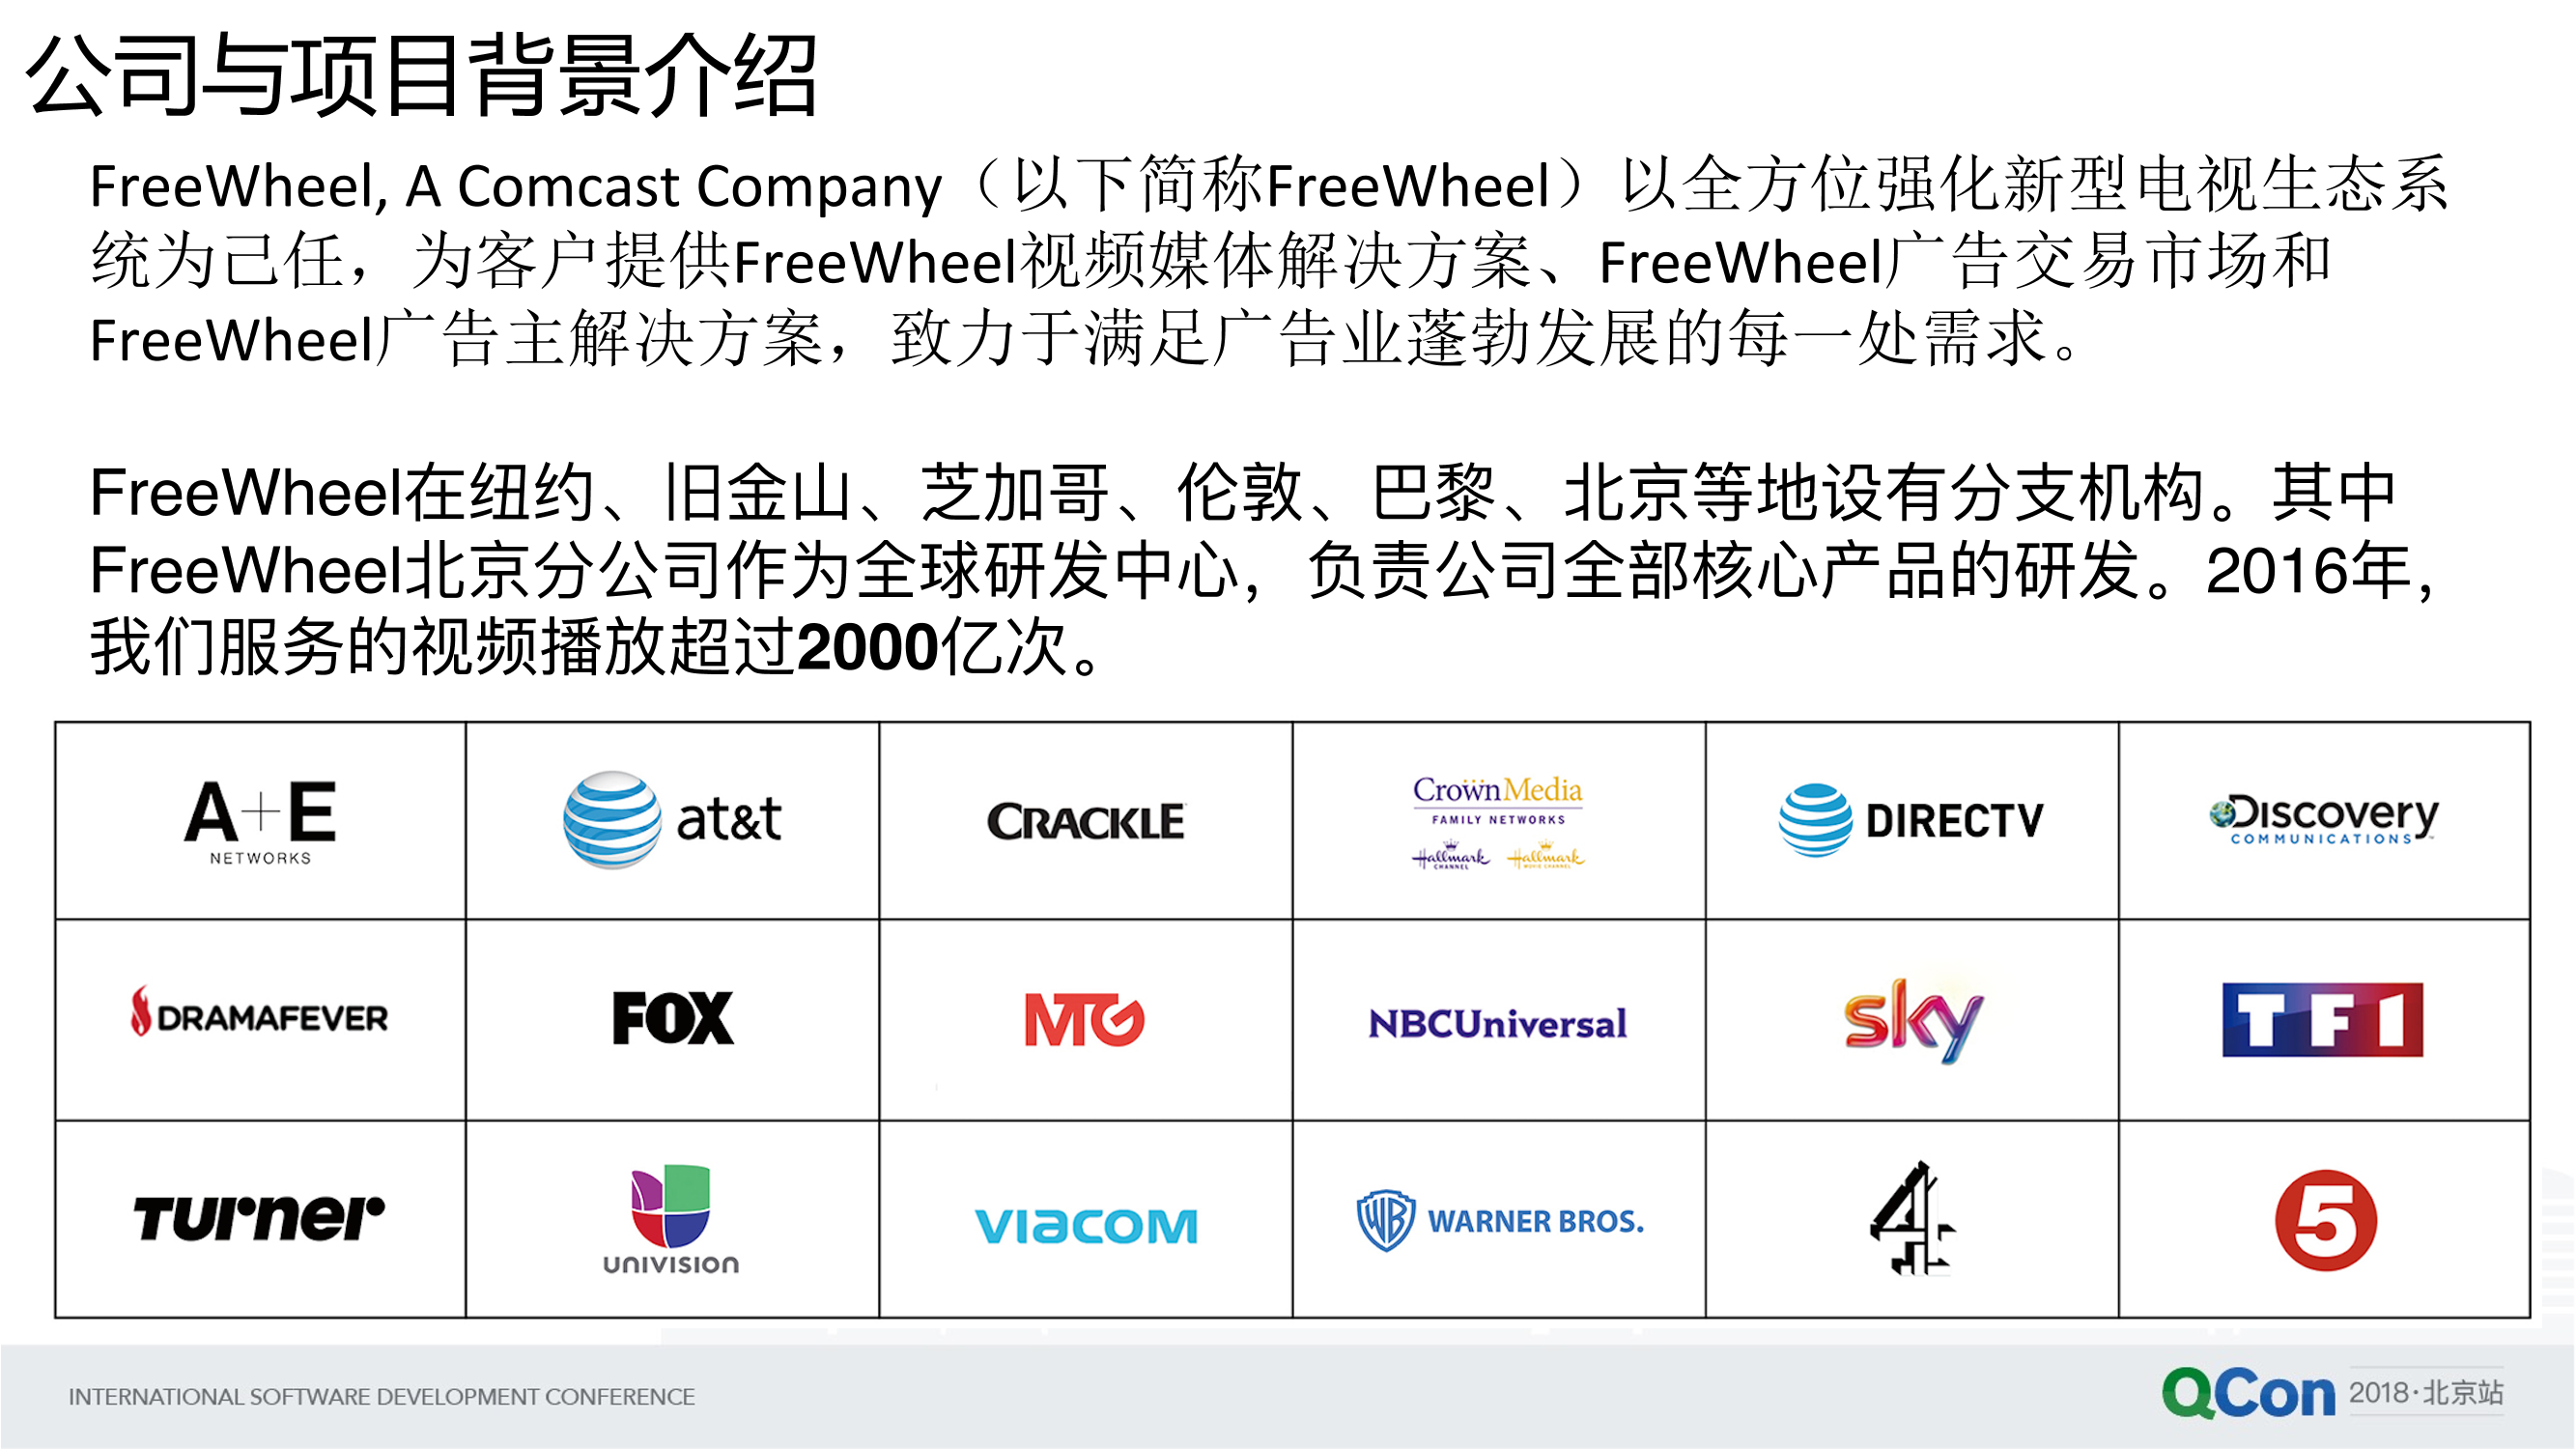 公司与项目背景介绍
FreeWheel, A Comcast Company（以下简称FreeWheel）以全方位强化新型电视生态系
统为己任，为客户提供FreeWheel视频媒体解决方案、FreeWheel广告交易市场和
FreeWheel广告主解决方案，致力于满足广告业蓬勃发展的每一处需求。
FreeWheel在纽约、旧金山、芝加哥、伦敦、巴黎、北京等地设有分支机构。其中
FreeWheel北京分公司作为全球研发中心，负责公司全部核心产品的研发。2016年，
我们服务的视频播放超过2000亿次。
A+E
NETWORKS
at&t
CRACKLE
Crown Media
FAMILY NETWORKS
Hallmark
CHANNEL
Hallmark
MOVIE CHANNEL
DIRECTV
Discovery
COMMUNICATIONS
DRAMAFEVER
FOX
MTG
NBCUniversal
sky
TF1
Turner
UNIVISION
VIACOM
WB WARNER BROS.
4
5
INTERNATIONAL SOFTWARE DEVELOPMENT CONFERENCE
QCon 2018·北京站